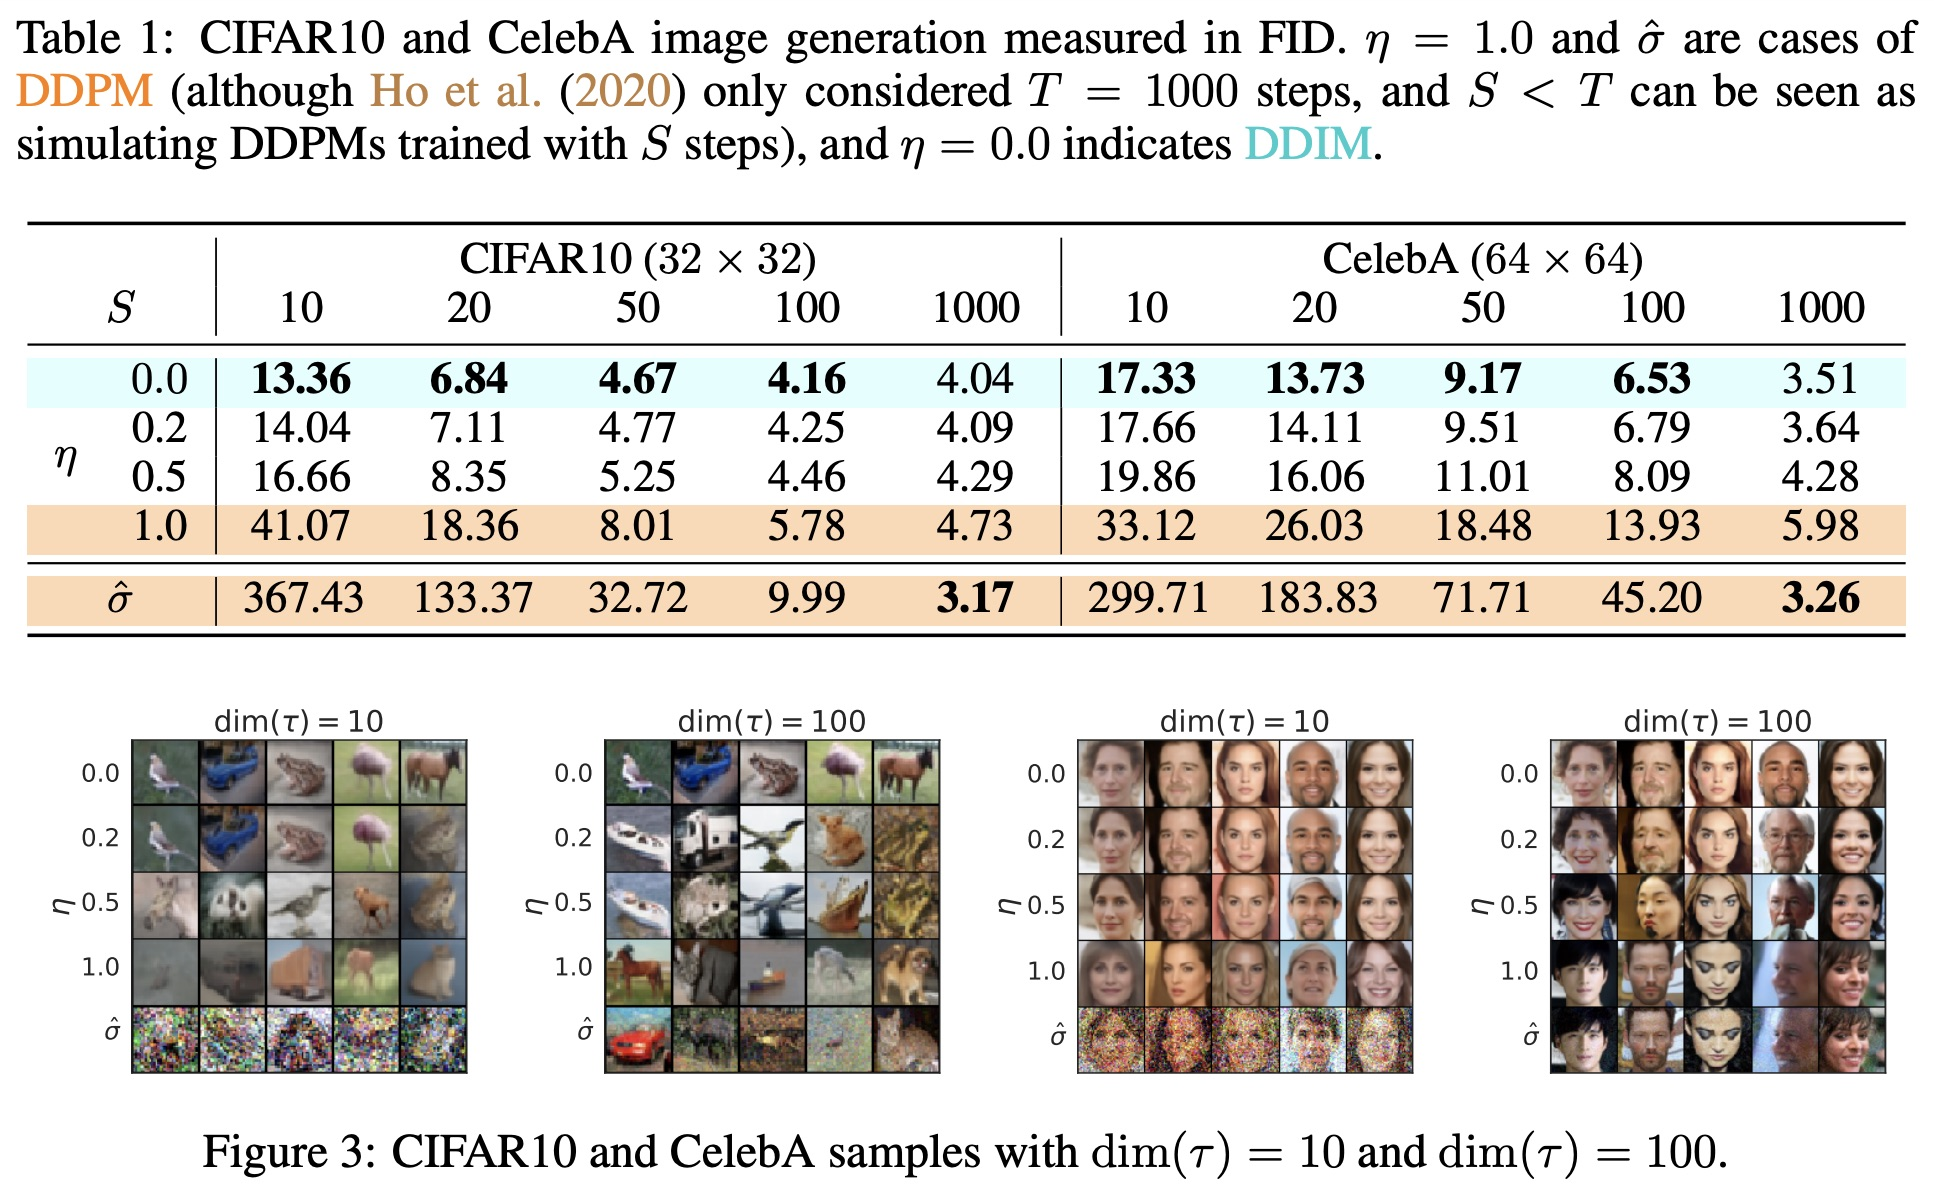 Table 1: CIFAR10 and CelebA image generation measured in FID. η = 1.0 and σ̂ are cases of
DDPM (although Ho et al. (2020) only considered T = 1000 steps, and S < T can be seen as
simulating DDPMs trained with S steps), and η = 0.0 indicates DDIM.
CIFAR10 (32 × 32) CelebA (64 × 64)
S 10 20 50 100 1000 10 20 50 100 1000
0.0 13.36 6.84 4.67 4.16 4.04 17.33 13.73 9.17 6.53 3.51
0.2 14.04 7.11 4.77 4.25 4.09 17.66 14.11 9.51 6.79 3.64
η
0.5 16.66 8.35 5.25 4.46 4.29 19.86 16.06 11.01 8.09 4.28
1.0 41.07 18.36 8.01 5.78 4.73 33.12 26.03 18.48 13.93 5.98
σ̂ 367.43 133.37 32.72 9.99 3.17 299.71 183.83 71.71 45.20 3.26
dim(τ) = 10 dim(τ) = 100 dim(τ) = 10 dim(τ) = 100
0.0 0.0 0.0 0.0
0.2 0.2 0.2 0.2
η 0.5 η 0.5 η 0.5 η 0.5
1.0 1.0 1.0 1.0
σ̂ σ̂ σ̂ σ̂
Figure 3: CIFAR10 and CelebA samples with dim(τ) = 10 and dim(τ) = 100.